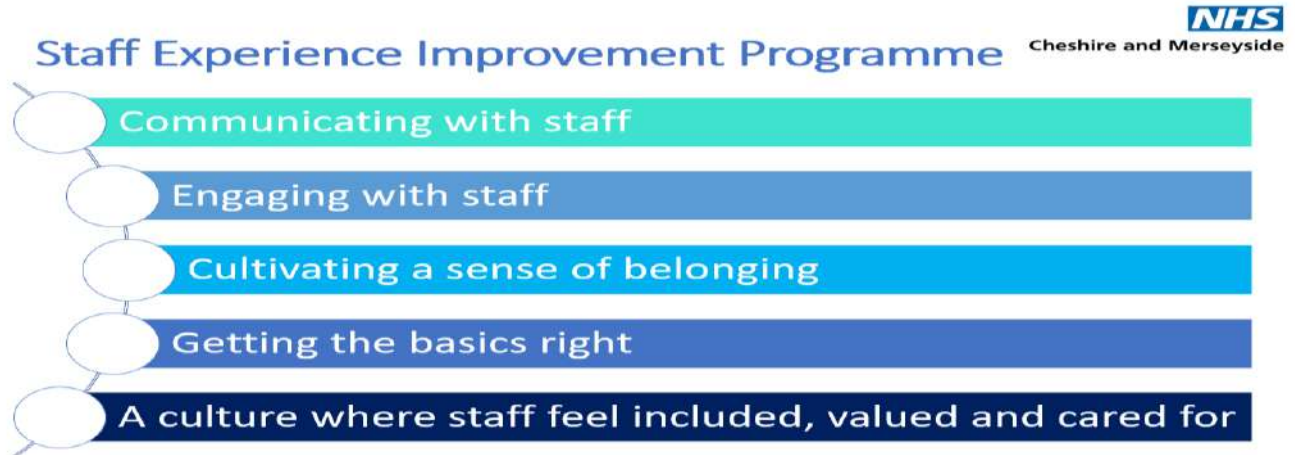 NHS
Cheshire and Merseyside
Staff Experience Improvement Programme
Communicating with staff
Engaging with staff
Cultivating a sense of belonging
Getting the basics right
A culture where staff feel included, valued and cared for